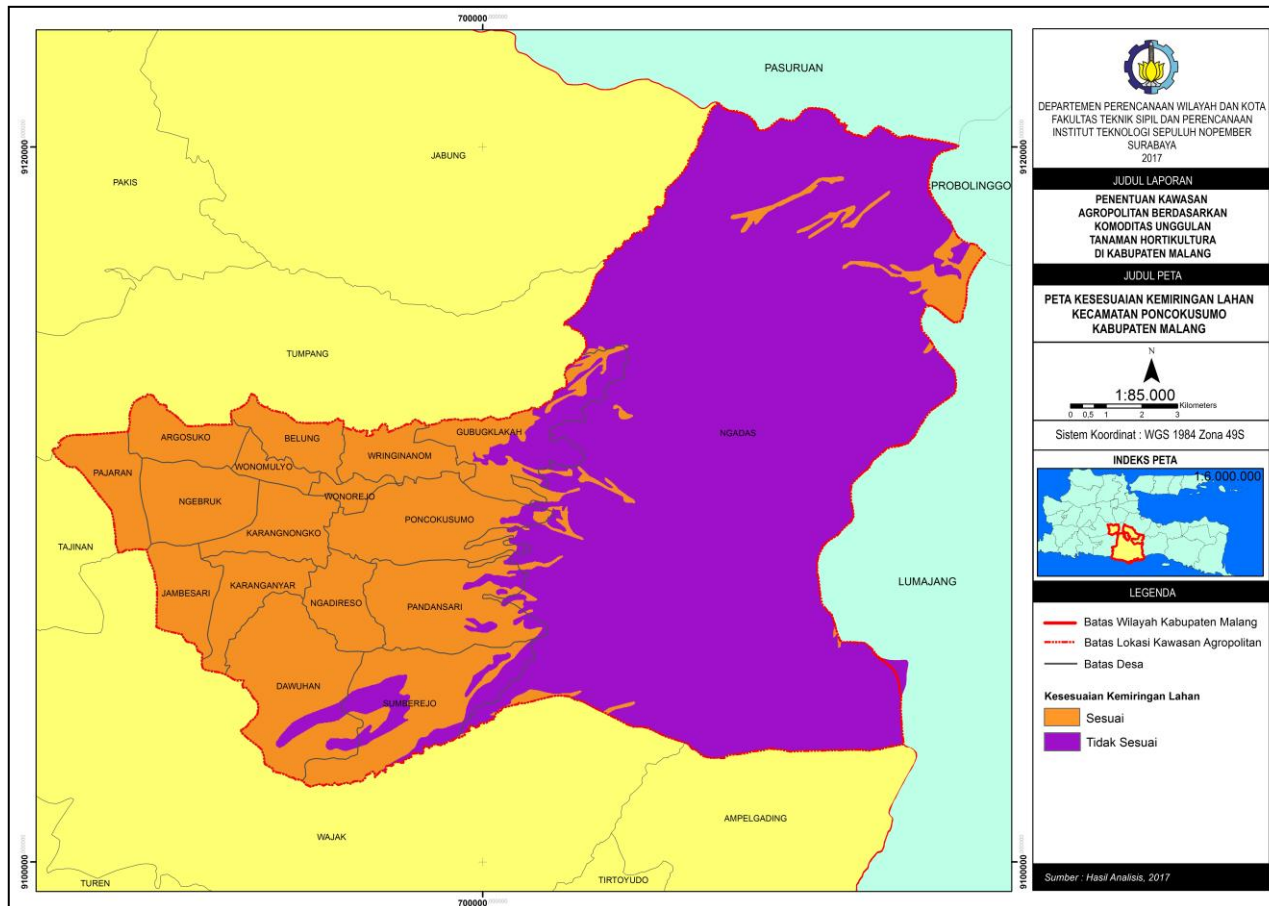 700000
9120000
9100000
PASURUAN
JABUNG
PAKIS
PROBOLINGGO
TUMPANG
GUBUGKLAKAH
ARGOSUKO
BELUNG
NGADAS
WRINGINANOM
PAJARAN
WONOMULYO
NGEBRUK
WONOREJO
PONCOKUSUMO
KARANGNONGKO
TAJINAN
LUMAJANG
KARANGANYAR
JAMBESARI
NGADIRESO
PANDANSARI
DAWUHAN
SUMBEREJO
AMPELGADING
WAJAK
TUREN
TIRTOYUDO
9120000
9100000
700000
DEPARTEMEN PERENCANAAN WILAYAH DAN KOTA
FAKULTAS TEKNIK SIPIL DAN PERENCANAAN
INSTITUT TEKNOLOGI SEPULUH NOPEMBER
SURABAYA
2017
JUDUL LAPORAN
PENENTUAN KAWASAN
AGROPOLITAN BERDASARKAN
KOMODITAS UNGGULAN
TANAMAN HORTIKULTURA
DI KABUPATEN MALANG
JUDUL PETA
PETA KESESUAIAN KEMIRINGAN LAHAN
KECAMATAN PONCOKUSUMO
KABUPATEN MALANG
N
1:85.000
Kilometers
0 0,5 1 2 3
Sistem Koordinat : WGS 1984 Zona 49S
INDEKS PETA
1:6.000.000
LEGENDA
Batas Wilayah Kabupaten Malang
Batas Lokasi Kawasan Agropolitan
Batas Desa
Kesesuaian Kemiringan Lahan
Sesuai
Tidak Sesuai
Sumber : Hasil Analisis, 2017